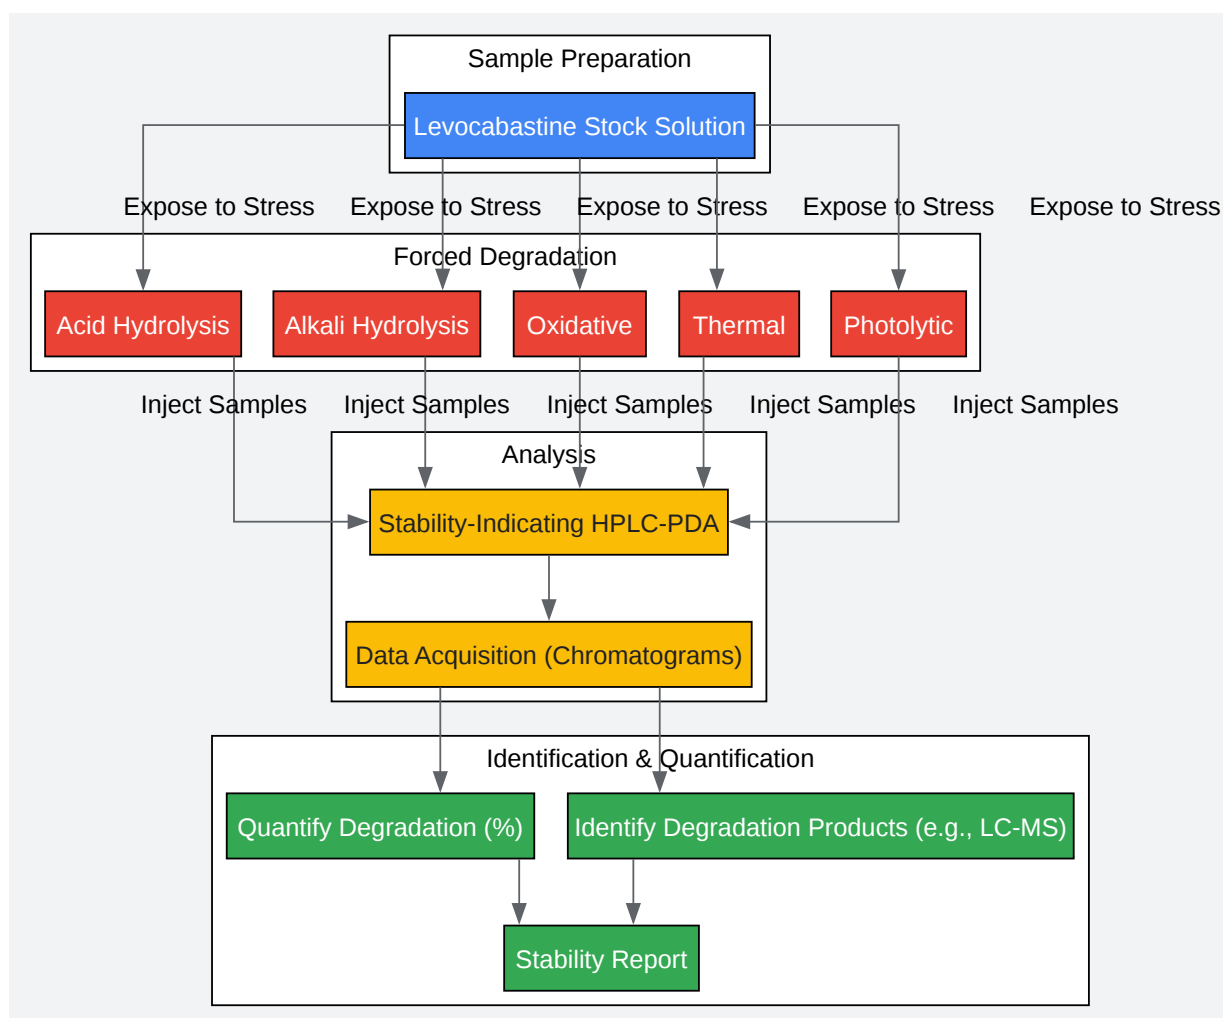 Sample Preparation
Levocabastine Stock Solution
Expose to Stress
Expose to Stress
Expose to Stress
Expose to Stress
Expose to Stress
Forced Degradation
Acid Hydrolysis
Alkali Hydrolysis
Oxidative
Thermal
Photolytic
Inject Samples
Inject Samples
Inject Samples
Inject Samples
Inject Samples
Analysis
Stability-Indicating HPLC-PDA
Data Acquisition (Chromatograms)
Identification & Quantification
Quantify Degradation (%)
Identify Degradation Products (e.g., LC-MS)
Stability Report